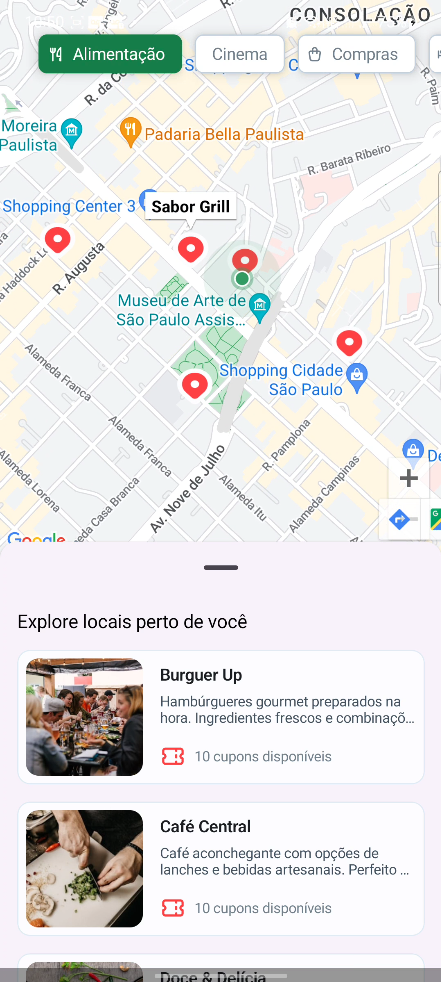 CONSOLAÇÃO
Alimentação
Cinema
Compras
R. da Co
Shopping
C
R. Paim
Moreira
Paulista
Padaria Bella Paulista
R. Barata Ribeiro
Shopping Center 3
Sabor Grill
Haddock L
R. Augusta
Museu de Arte de
São Paulo Assis...
Shopping Cidade
São Paulo
Alameda Franca
Alameda Franca
R. Pamplona
De
Alameda Lorena
Alameda Casa Branca
Av. Nove de Julho
Alameda Itu
Alameda Campinas
Google
Explore locais perto de você
Burguer Up
Hambúrgueres gourmet preparados na
hora. Ingredientes frescos e combinaçõ...
10 cupons disponíveis
Café Central
Café aconchegante com opções de
lanches e bebidas artesanais. Perfeito ...
10 cupons disponíveis
Doce & Delícia